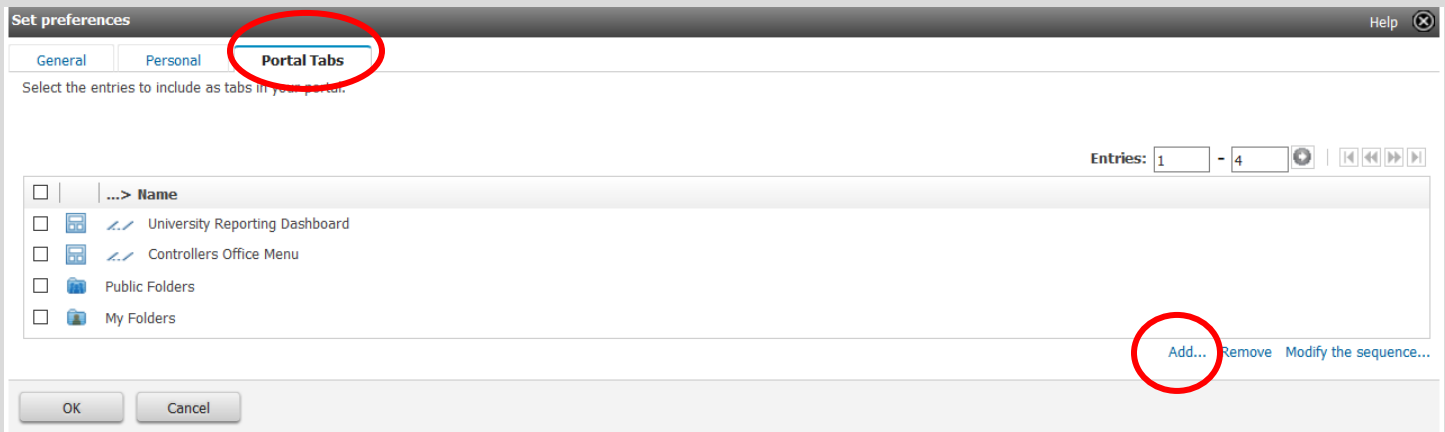 Set preferences Help
General Personal Portal Tabs
Select the entries to include as tabs in your portal.
Entries: 1 - 4
...> Name
University Reporting Dashboard
Controllers Office Menu
Public Folders
My Folders
Add... Remove Modify the sequence...
OK Cancel